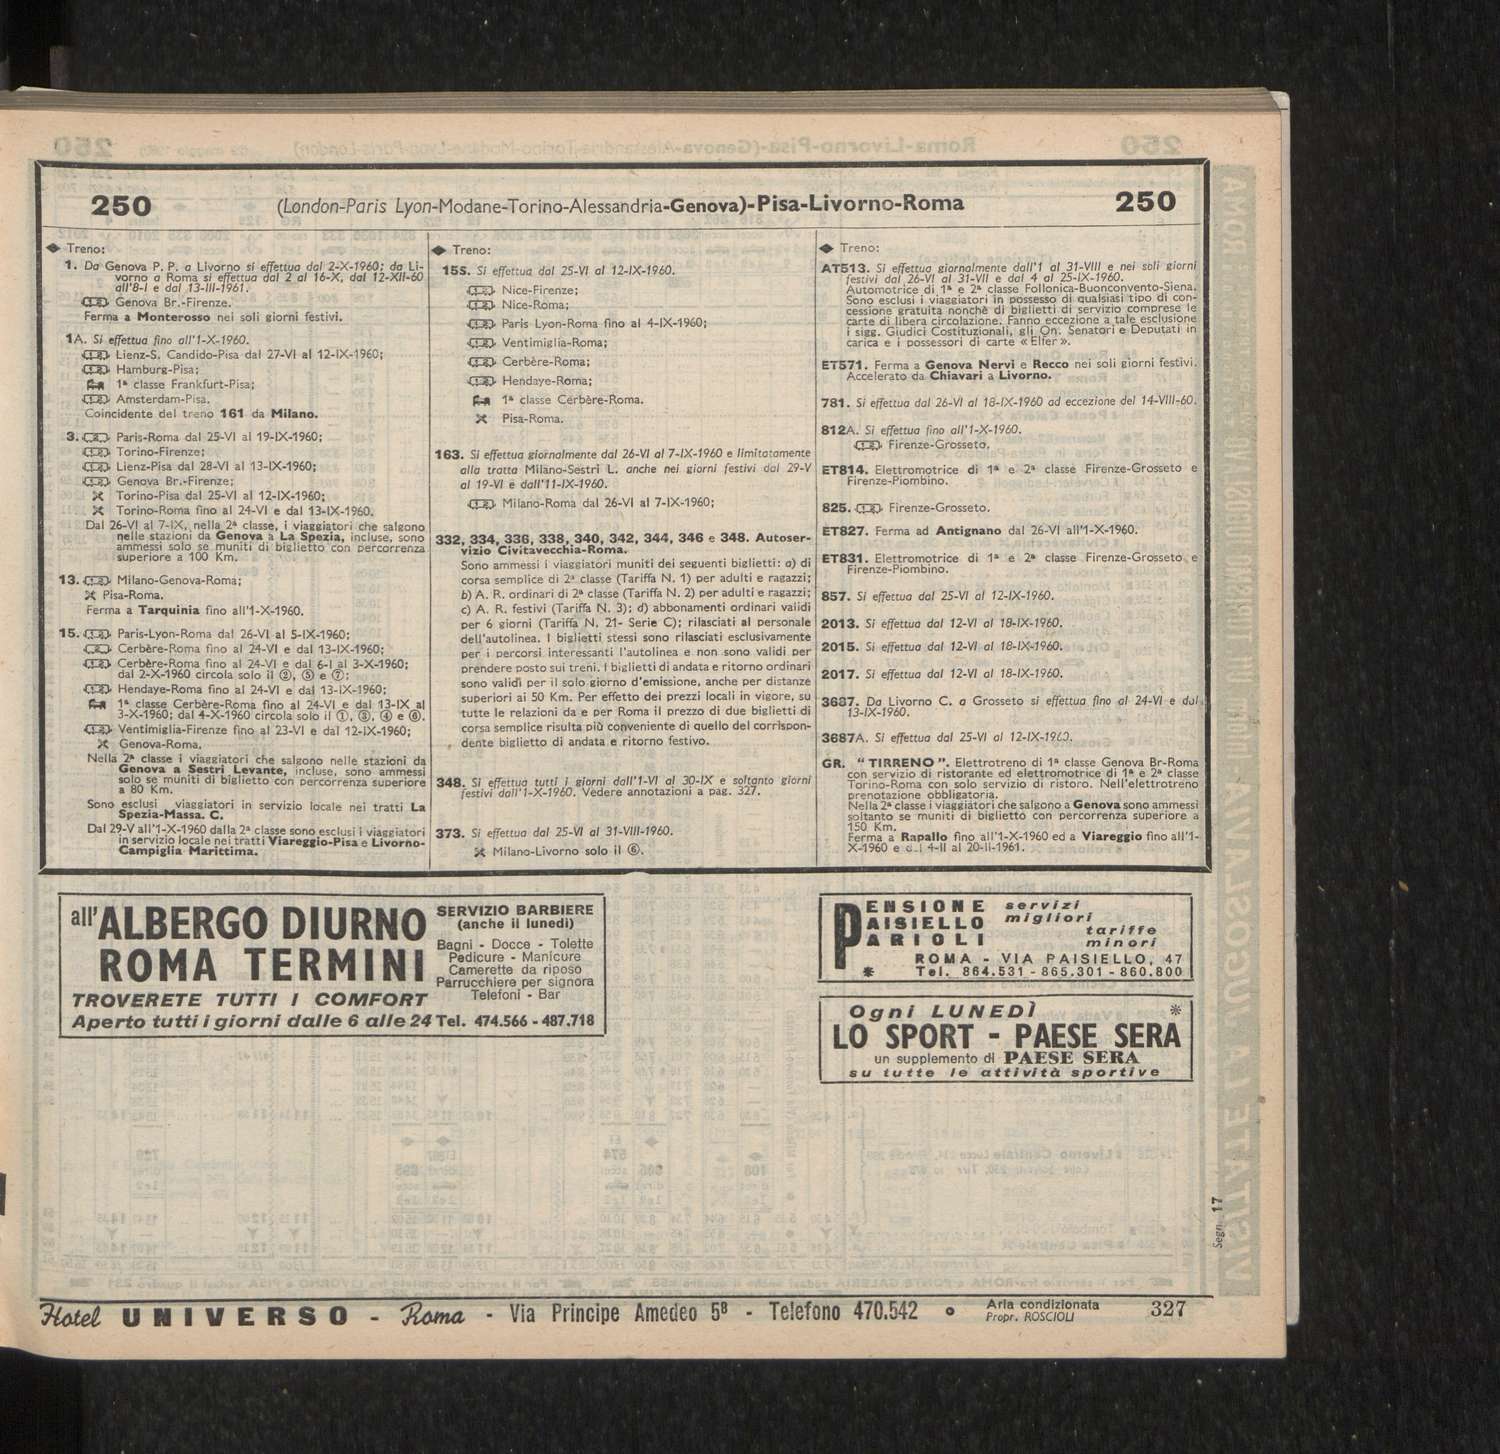 250
(London-Paris Lyon-Modane-Torino-Alessandria-Genova)-Pisa-Livorno-Roma
250
◆ Treno:
1. Da Genova P. P. a Livorno si effettua dal 2-X-1960; da Li-
vorno a Roma si effettua dal 2 al 16-X, dal 12-XII-60
all'8-I e dal 13-III-1961.
Genova Br.-Firenze.
Ferma a Monterosso nei soli giorni festivi.
1A. Si effettua fino all'1-X-1960.
Lienz-S. Candido-Pisa dal 27-VI al 12-IX-1960;
Hamburg-Pisa;
1ª classe Frankfurt-Pisa;
Amsterdam-Pisa.
Coincidente del treno 161 da Milano.
3. Paris-Roma dal 25-VI al 19-IX-1960;
Torino-Firenze;
Lienz-Pisa dal 28-VI al 13-IX-1960;
Genova Br.-Firenze;
Torino-Pisa dal 25-VI al 12-IX-1960;
Torino-Roma fino al 24-VI e dal 13-IX-1960.
Dal 26-VI al 7-IX, nella 2ª classe, i viaggiatori che salgono
nelle stazioni da Genova a La Spezia, incluse, sono
ammessi solo se muniti di biglietto con percorrenza
superiore a 100 Km.
13. Milano-Genova-Roma;
Pisa-Roma.
Ferma a Tarquinia fino all'1-X-1960.
15. Paris-Lyon-Roma dal 26-VI al 5-IX-1960;
Cerbère-Roma fino al 24-VI e dal 13-IX-1960;
Cerbère-Roma fino al 24-VI e dal 6-I al 3-X-1960;
dal 2-X-1960 circola solo il ②, ⑤ e ⑦;
Hendaye-Roma fino al 24-VI e dal 13-IX-1960;
1ª classe Cerbère-Roma fino al 24-VI e dal 13-IX al
3-X-1960; dal 4-X-1960 circola solo il ①, ③, ④ e ⑥.
Ventimiglia-Firenze fino al 23-VI e dal 12-IX-1960;
Genova-Roma.
Nella 2ª classe i viaggiatori che salgono nelle stazioni da
Genova a Sestri Levante, incluse, sono ammessi
solo se muniti di biglietto con percorrenza superiore
a 80 Km.
Sono esclusi viaggiatori in servizio locale nei tratti La
Spezia-Massa. C.
Dal 29-V all'1-X-1960 dalla 2ª classe sono esclusi i viaggiatori
in servizio locale nei tratti Viareggio-Pisa e Livorno-
Campiglia Marittima.
◆ Treno:
15S. Si effettua dal 25-VI al 12-IX-1960.
Nice-Firenze;
Nice-Roma;
Paris Lyon-Roma fino al 4-IX-1960;
Ventimiglia-Roma;
Cerbère-Roma;
Hendaye-Roma;
1ª classe Cerbère-Roma.
Pisa-Roma.
163. Si effettua giornalmente dal 26-VI al 7-IX-1960 e limitatamente
alla tratta Milano-Sestri L. anche nei giorni festivi dal 29-V
al 19-VI e dall'11-IX-1960.
Milano-Roma dal 26-VI al 7-IX-1960;
332, 334, 336, 338, 340, 342, 344, 346 e 348. Autoser-
vizio Civitavecchia-Roma.
Sono ammessi i viaggiatori muniti dei seguenti biglietti: a) di
corsa semplice di 2ª classe (Tariffa N. 1) per adulti e ragazzi;
b) A. R. ordinari di 2ª classe (Tariffa N. 2) per adulti e ragazzi;
c) A. R. festivi (Tariffa N. 3); d) abbonamenti ordinari validi
per 6 giorni (Tariffa N. 21- Serie C); rilasciati al personale
dell'autolinea. I biglietti stessi sono rilasciati esclusivamente
per i percorsi interessanti l'autolinea e non sono validi per
prendere posto sui treni. I biglietti di andata e ritorno ordinari
sono validi per il solo giorno d'emissione, anche per distanze
superiori ai 50 Km. Per effetto dei prezzi locali in vigore, su
tutte le relazioni da e per Roma il prezzo di due biglietti di
corsa semplice risulta più conveniente di quello del corrispon-
dente biglietto di andata e ritorno festivo.
348. Si effettua tutti i giorni dall'1-VI al 30-IX e soltanto giorni
festivi dall'1-X-1960. Vedere annotazioni a pag. 327.
373. Si effettua dal 25-VI al 31-VIII-1960.
Milano-Livorno solo il ⑥.
◆ Treno:
AT513. Si effettua giornalmente dall'1 al 31-VIII e nei soli giorni
festivi dal 26-VI al 31-VII e dal 4 al 25-IX-1960.
Automotrice di 1ª e 2ª classe Follonica-Buonconvento-Siena.
Sono esclusi i viaggiatori in possesso di qualsiasi tipo di con-
cessione gratuita nonchè di biglietti di servizio comprese le
carte di libera circolazione. Fanno eccezione a tale esclusione
i sigg. Giudici Costituzionali, gli On. Senatori e Deputati in
carica e i possessori di carte « Elfer ».
ET571. Ferma a Genova Nervi e Recco nei soli giorni festivi.
Accelerato da Chiavari a Livorno.
781. Si effettua dal 26-VI al 18-IX-1960 ad eccezione del 14-VIII-60.
812A. Si effettua fino all'1-X-1960.
Firenze-Grosseto.
ET814. Elettromotrice di 1ª e 2ª classe Firenze-Grosseto e
Firenze-Piombino.
825. Firenze-Grosseto.
ET827. Ferma ad Antignano dal 26-VI all'1-X-1960.
ET831. Elettromotrice di 1ª e 2ª classe Firenze-Grosseto e
Firenze-Piombino.
857. Si effettua dal 25-VI al 12-IX-1960.
2013. Si effettua dal 12-VI al 18-IX-1960.
2015. Si effettua dal 12-VI al 18-IX-1960.
2017. Si effettua dal 12-VI al 18-IX-1960.
3687. Da Livorno C. a Grosseto si effettua fino al 24-VI e dal
13-IX-1960.
3687A. Si effettua dal 25-VI al 12-IX-1960.
GR. " TIRRENO ". Elettrotreno di 1ª classe Genova Br-Roma
con servizio di ristorante ed elettromotrice di 1ª e 2ª classe
Torino-Roma con solo servizio di ristoro. Nell'elettrotreno
prenotazione obbligatoria.
Nella 2ª classe i viaggiatori che salgono a Genova sono ammessi
soltanto se muniti di biglietto con percorrenza superiore a
150 Km.
Ferma a Rapallo fino all'1-X-1960 ed a Viareggio fino all'1-
X-1960 e dal 4-II al 20-II-1961.
all'ALBERGO DIURNO
ROMA TERMINI
TROVERETE TUTTI I COMFORT
Aperto tutti i giorni dalle 6 alle 24
SERVIZIO BARBIERE
(anche il lunedì)
Bagni - Docce - Tolette
Pedicure - Manicure
Camerette da riposo
Parrucchiere per signora
Telefoni - Bar
Tel. 474.566 - 487.718
PENSIONE
PAISIELLO
PARIOLI
servizi
migliori
tariffe
minori
ROMA - VIA PAISIELLO, 47
* Tel. 864.531 - 865.301 - 860.800
Ogni LUNEDÌ *
LO SPORT - PAESE SERA
un supplemento di PAESE SERA
su tutte le attività sportive
Segn. 17
Hotel UNIVERSO - Roma - Via Principe Amedeo 5B - Telefono 470.542 • Aria condizionata
Propr. ROSCIOLI
327